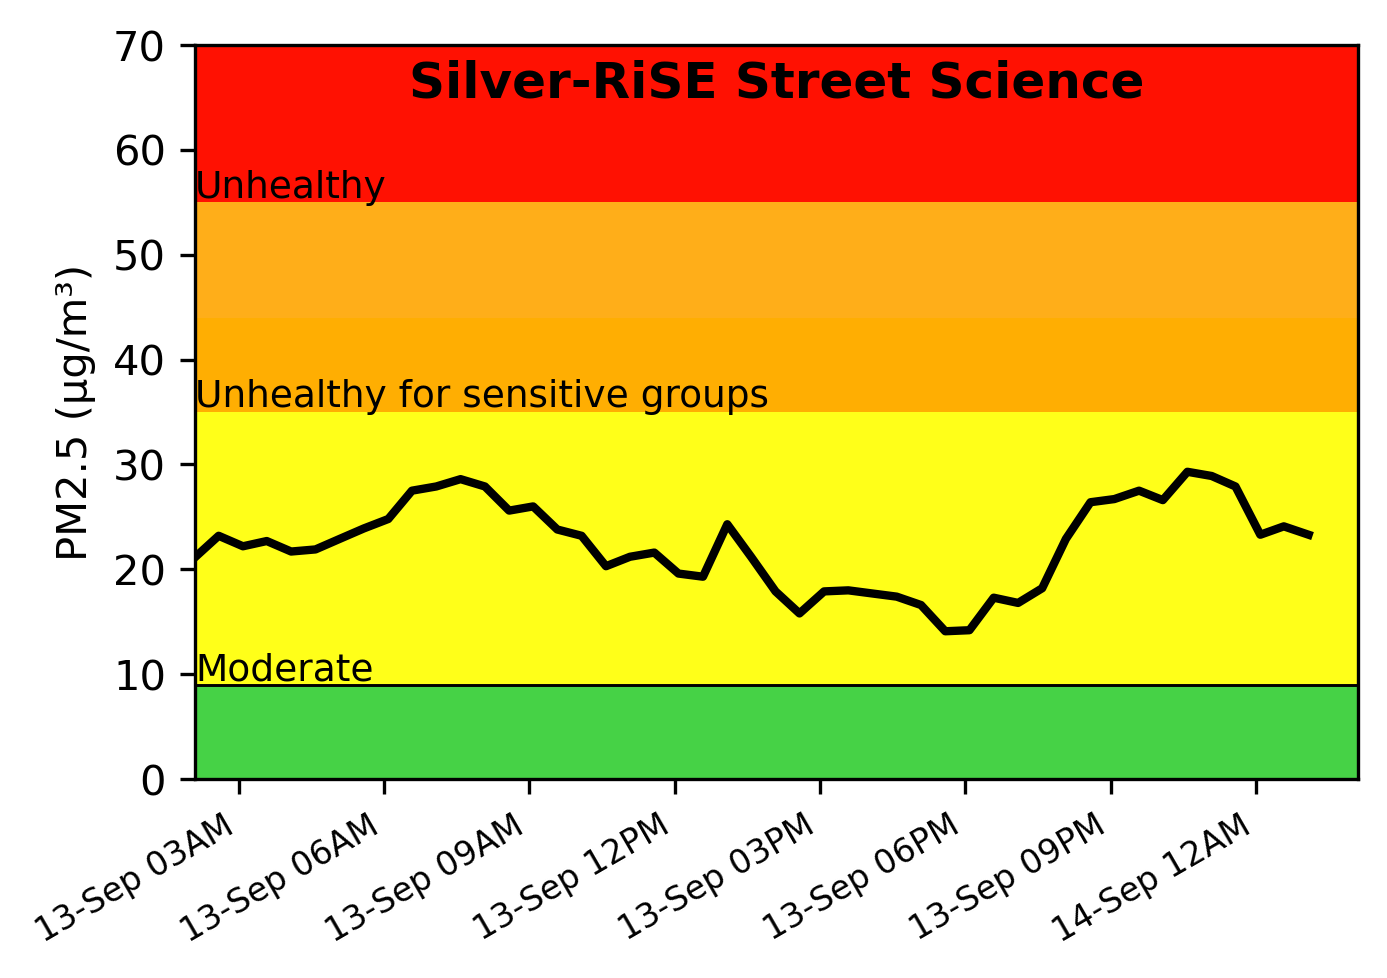 Silver-RiSE Street Science
70
60
Unhealthy
50
40
Unhealthy for sensitive groups
30
20
10
Moderate
0
PM2.5 (µg/m³)
13-Sep 03AM
13-Sep 06AM
13-Sep 09AM
13-Sep 12PM
13-Sep 03PM
13-Sep 06PM
13-Sep 09PM
14-Sep 12AM